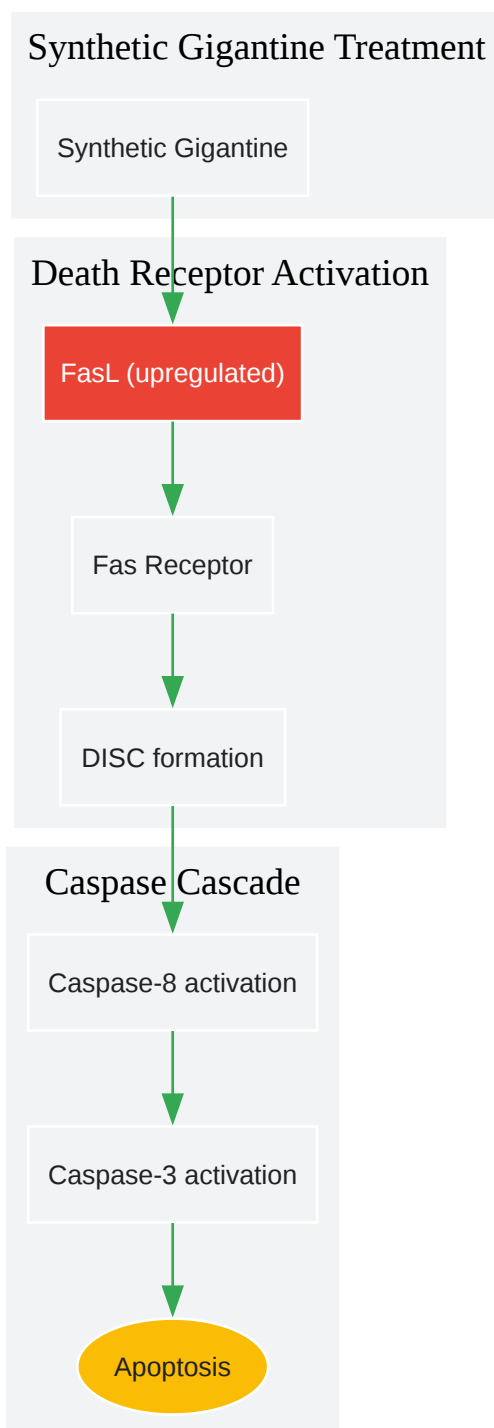 Synthetic Gigantine Treatment
Synthetic Gigantine
Death Receptor Activation
FasL (upregulated)
Fas Receptor
DISC formation
Caspase Cascade
Caspase-8 activation
Caspase-3 activation
Apoptosis